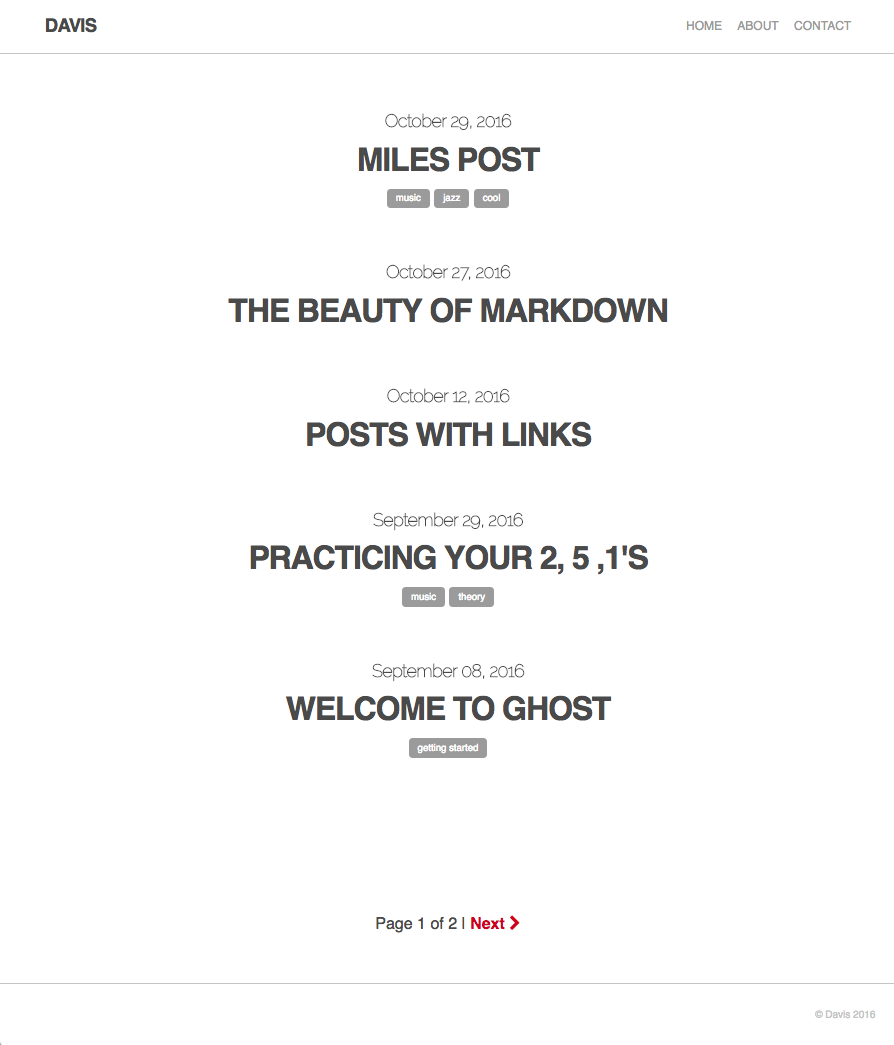 DAVIS
HOME ABOUT CONTACT
October 29, 2016
MILES POST
music jazz cool
October 27, 2016
THE BEAUTY OF MARKDOWN
October 12, 2016
POSTS WITH LINKS
September 29, 2016
PRACTICING YOUR 2, 5 ,1'S
music theory
September 08, 2016
WELCOME TO GHOST
getting started
Page 1 of 2 | Next
© Davis 2016